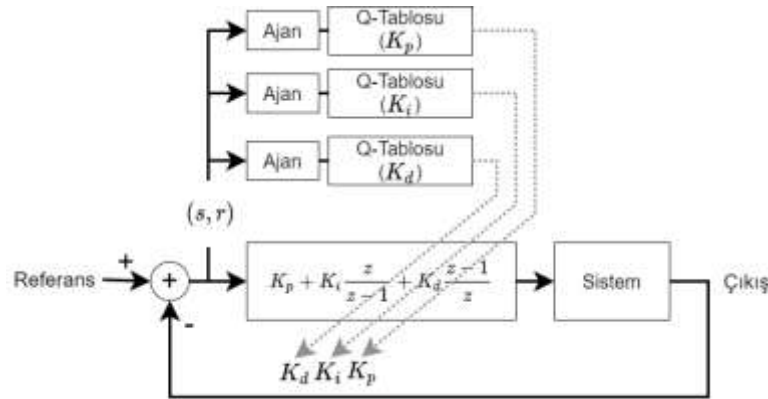 Ajan
Q-Tablosu
(K_p)
Ajan
Q-Tablosu
(K_i)
Ajan
Q-Tablosu
(K_d)
(s, r)
Referans
+
+
-
K_p + K_i z/(z − 1) + K_d (z − 1)/z
Sistem
Çıkış
K_d K_i K_p